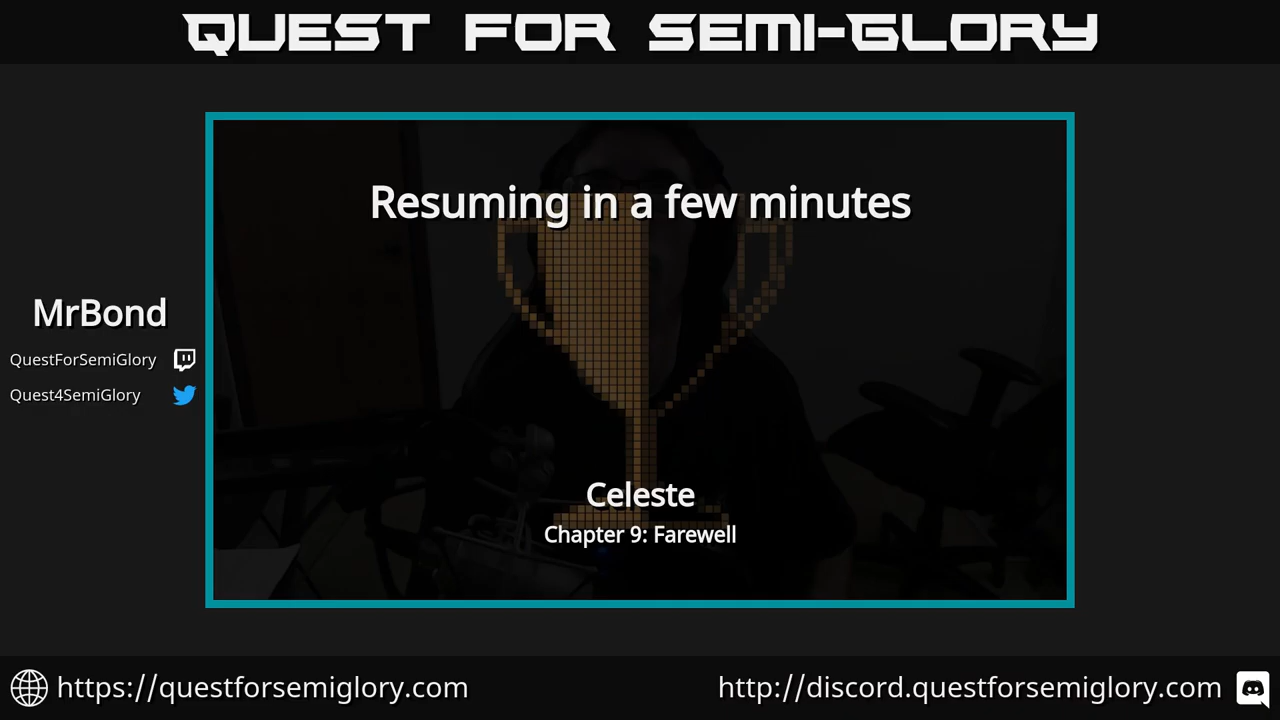 QUEST FOR SEMI-GLORY
Resuming in a few minutes
MrBond
QuestForSemiGlory
Quest4SemiGlory
Celeste
Chapter 9: Farewell
https://questforsemiglory.com
http://discord.questforsemiglory.com